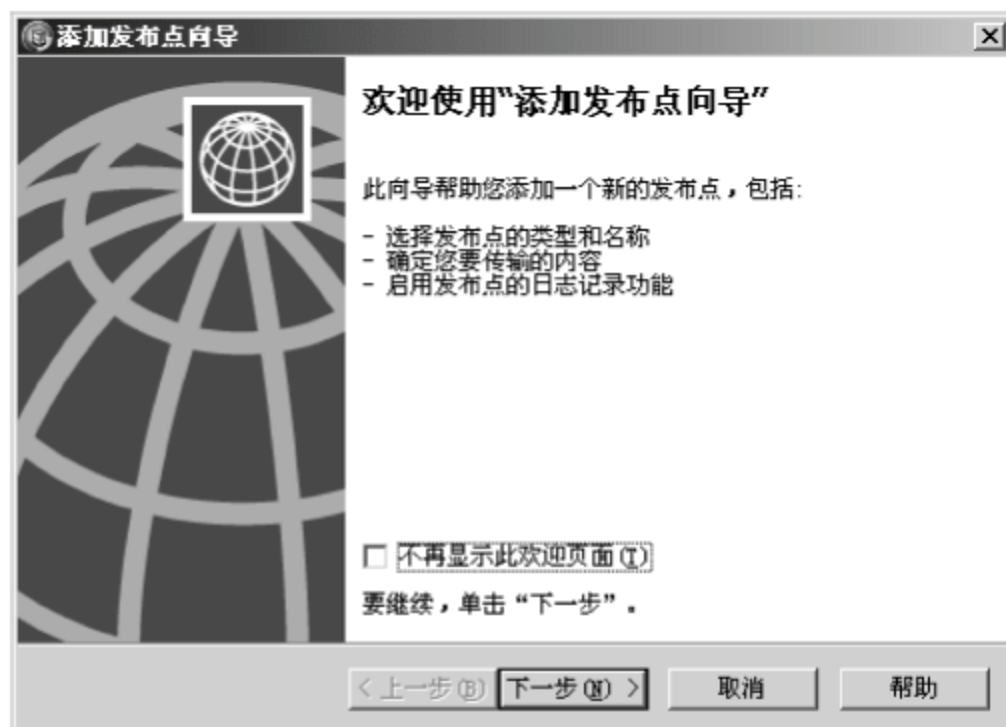 添加发布点向导
欢迎使用“添加发布点向导”
此向导帮助您添加一个新的发布点，包括:
- 选择发布点的类型和名称
- 确定您要传输的内容
- 启用发布点的日志记录功能
不再显示此欢迎页面(T)
要继续，单击“下一步”。
< 上一步(B) 下一步(N) > 取消 帮助